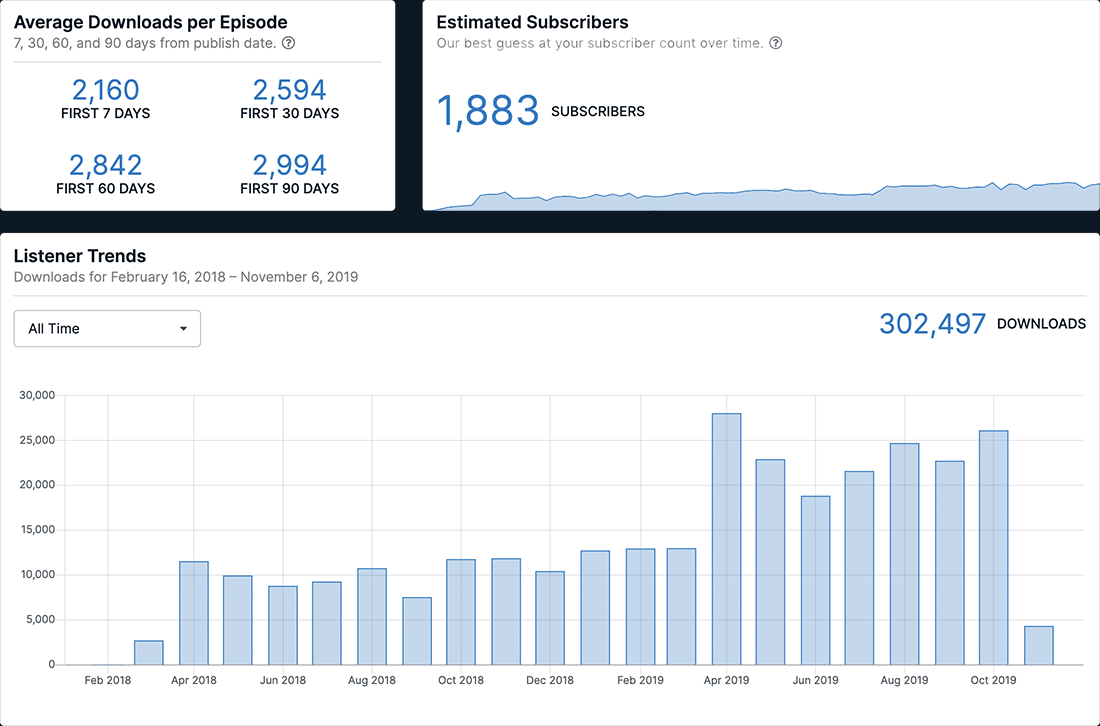 Average Downloads per Episode
7, 30, 60, and 90 days from publish date. ?
2,160
FIRST 7 DAYS
2,594
FIRST 30 DAYS
2,842
FIRST 60 DAYS
2,994
FIRST 90 DAYS
Estimated Subscribers
Our best guess at your subscriber count over time. ?
1,883 SUBSCRIBERS
Listener Trends
Downloads for February 16, 2018 – November 6, 2019
All Time
302,497 DOWNLOADS
30,000
25,000
20,000
15,000
10,000
5,000
0
Feb 2018 Apr 2018 Jun 2018 Aug 2018 Oct 2018 Dec 2018 Feb 2019 Apr 2019 Jun 2019 Aug 2019 Oct 2019